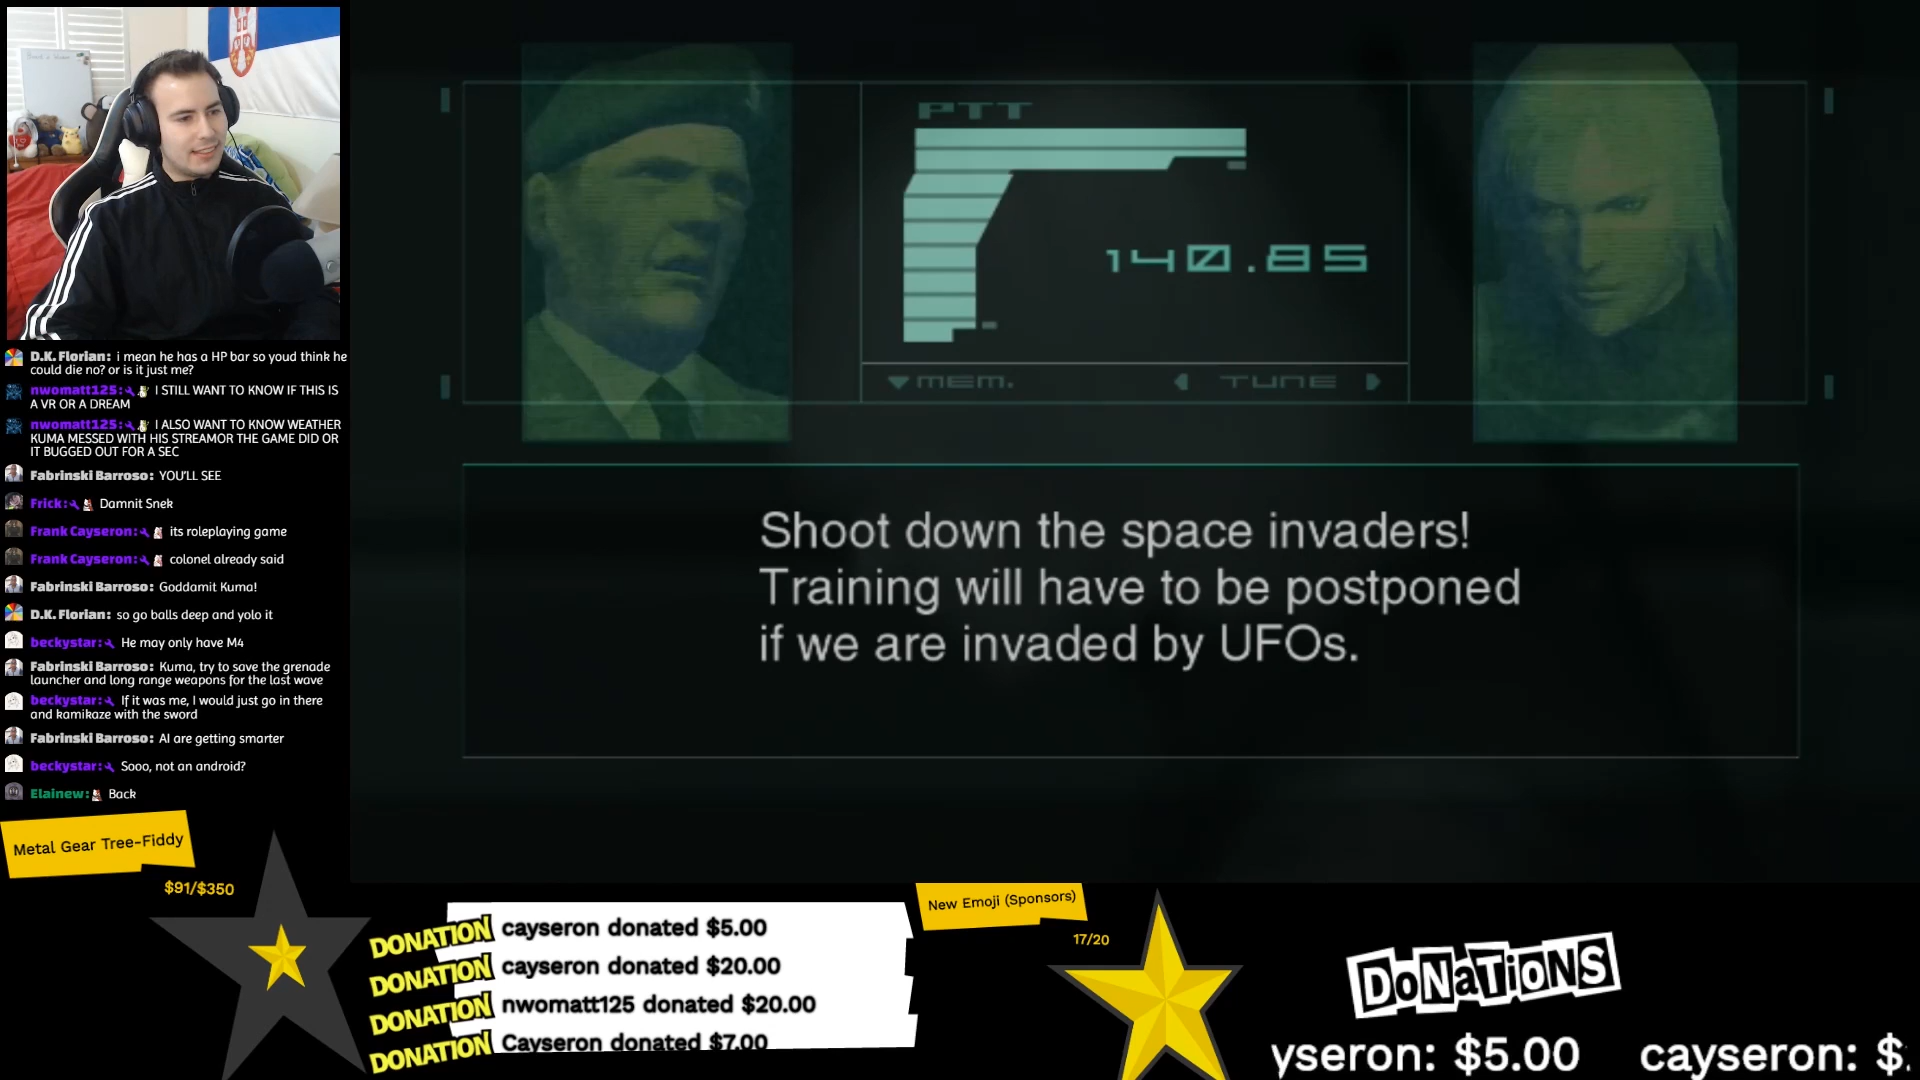 D.K. Florian: i mean he has a HP bar so youd think he
could die no? or is it just me?
nwomatt125: I STILL WANT TO KNOW IF THIS IS
A VR OR A DREAM
nwomatt125: I ALSO WANT TO KNOW WEATHER
KUMA MESSED WITH HIS STREAMOR THE GAME DID OR
IT BUGGED OUT FOR A SEC
Fabrinski Barroso: YOU'LL SEE
Frick: Damnit Snek
Frank Cayseron: its roleplaying game
Frank Cayseron: colonel already said
Fabrinski Barroso: Goddamit Kuma!
D.K. Florian: so go balls deep and yolo it
beckystar: He may only have M4
Fabrinski Barroso: Kuma, try to save the grenade
launcher and long range weapons for the last wave
beckystar: If it was me, I would just go in there
and kamikaze with the sword
Fabrinski Barroso: AI are getting smarter
beckystar: Sooo, not an android?
Elainew: Back
PTT
140.85
MEM.
TUNE
Shoot down the space invaders!
Training will have to be postponed
if we are invaded by UFOs.
Metal Gear Tree-Fiddy
$91/$350
DONATION cayseron donated $5.00
DONATION cayseron donated $20.00
DONATION nwomatt125 donated $20.00
DONATION Cayseron donated $7.00
New Emoji (Sponsors)
17/20
DoNaTiONS
yseron: $5.00 cayseron: $